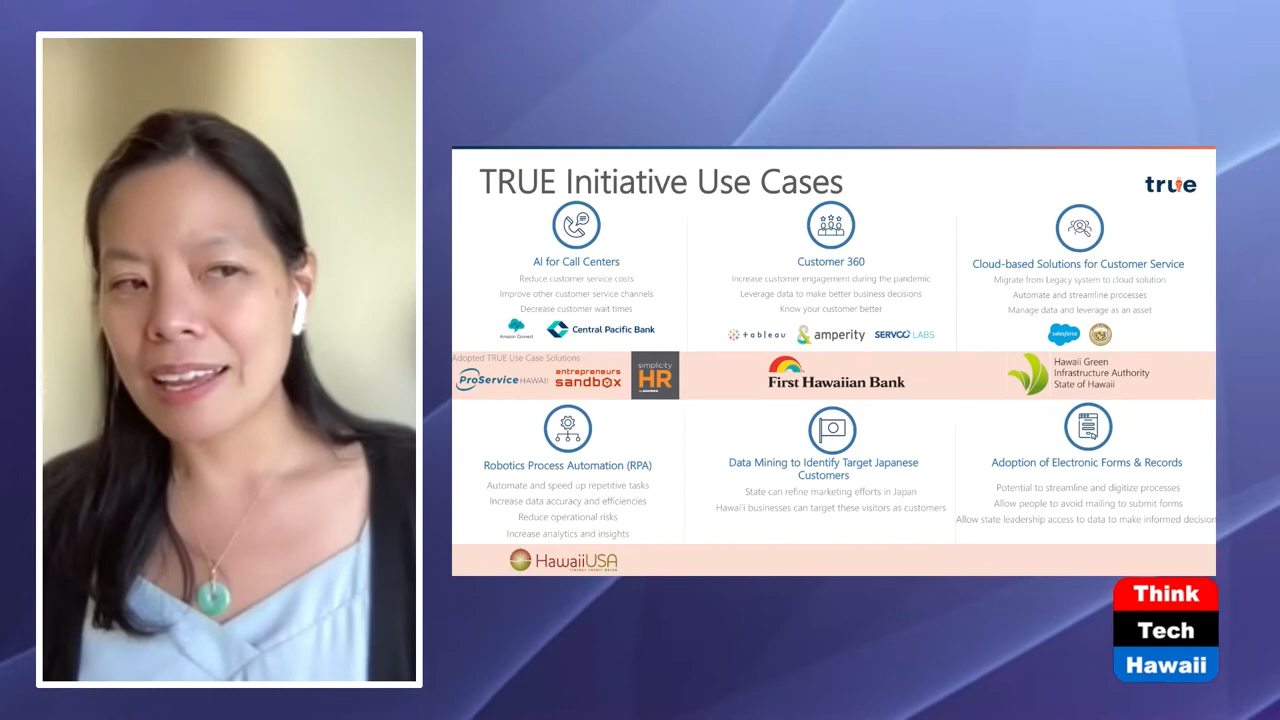 TRUE Initiative Use Cases
true
AI for Call Centers
Reduce customer service costs
Improve other customer service channels
Decrease customer wait times
Amazon Connect
Central Pacific Bank
Customer 360
Increase customer engagement during the pandemic
Leverage data to make better business decisions
Know your customer better
tableau
amperity
SERVCO LABS
Cloud-based Solutions for Customer Service
Migrate from Legacy system to cloud solution
Automate and streamline processes
Manage data and leverage as an asset
salesforce
Adopted TRUE Use Case Solutions
ProService HAWAII
entrepreneurs
sandbox
simplicity
HR
First Hawaiian Bank
Hawaii Green
Infrastructure Authority
State of Hawaii
Robotics Process Automation (RPA)
Automate and speed up repetitive tasks
Increase data accuracy and efficiencies
Reduce operational risks
Increase analytics and insights
Data Mining to Identify Target Japanese
Customers
State can refine marketing efforts in Japan
Hawai'i businesses can target these visitors as customers
Adoption of Electronic Forms & Records
Potential to streamline and digitize processes
Allow people to avoid mailing to submit forms
Allow state leadership access to data to make informed decision
HawaiiUSA
FEDERAL CREDIT UNION
Think
Tech
Hawaii